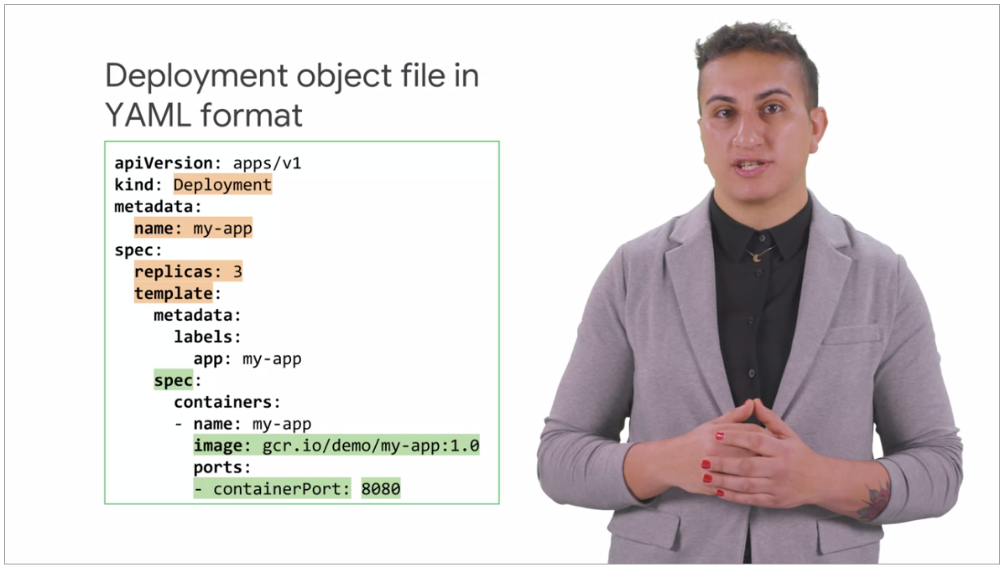 Deployment object file in
YAML format
apiVersion: apps/v1
kind: Deployment
metadata:
  name: my-app
spec:
  replicas: 3
  template:
    metadata:
      labels:
        app: my-app
    spec:
      containers:
      - name: my-app
        image: gcr.io/demo/my-app:1.0
        ports:
        - containerPort: 8080